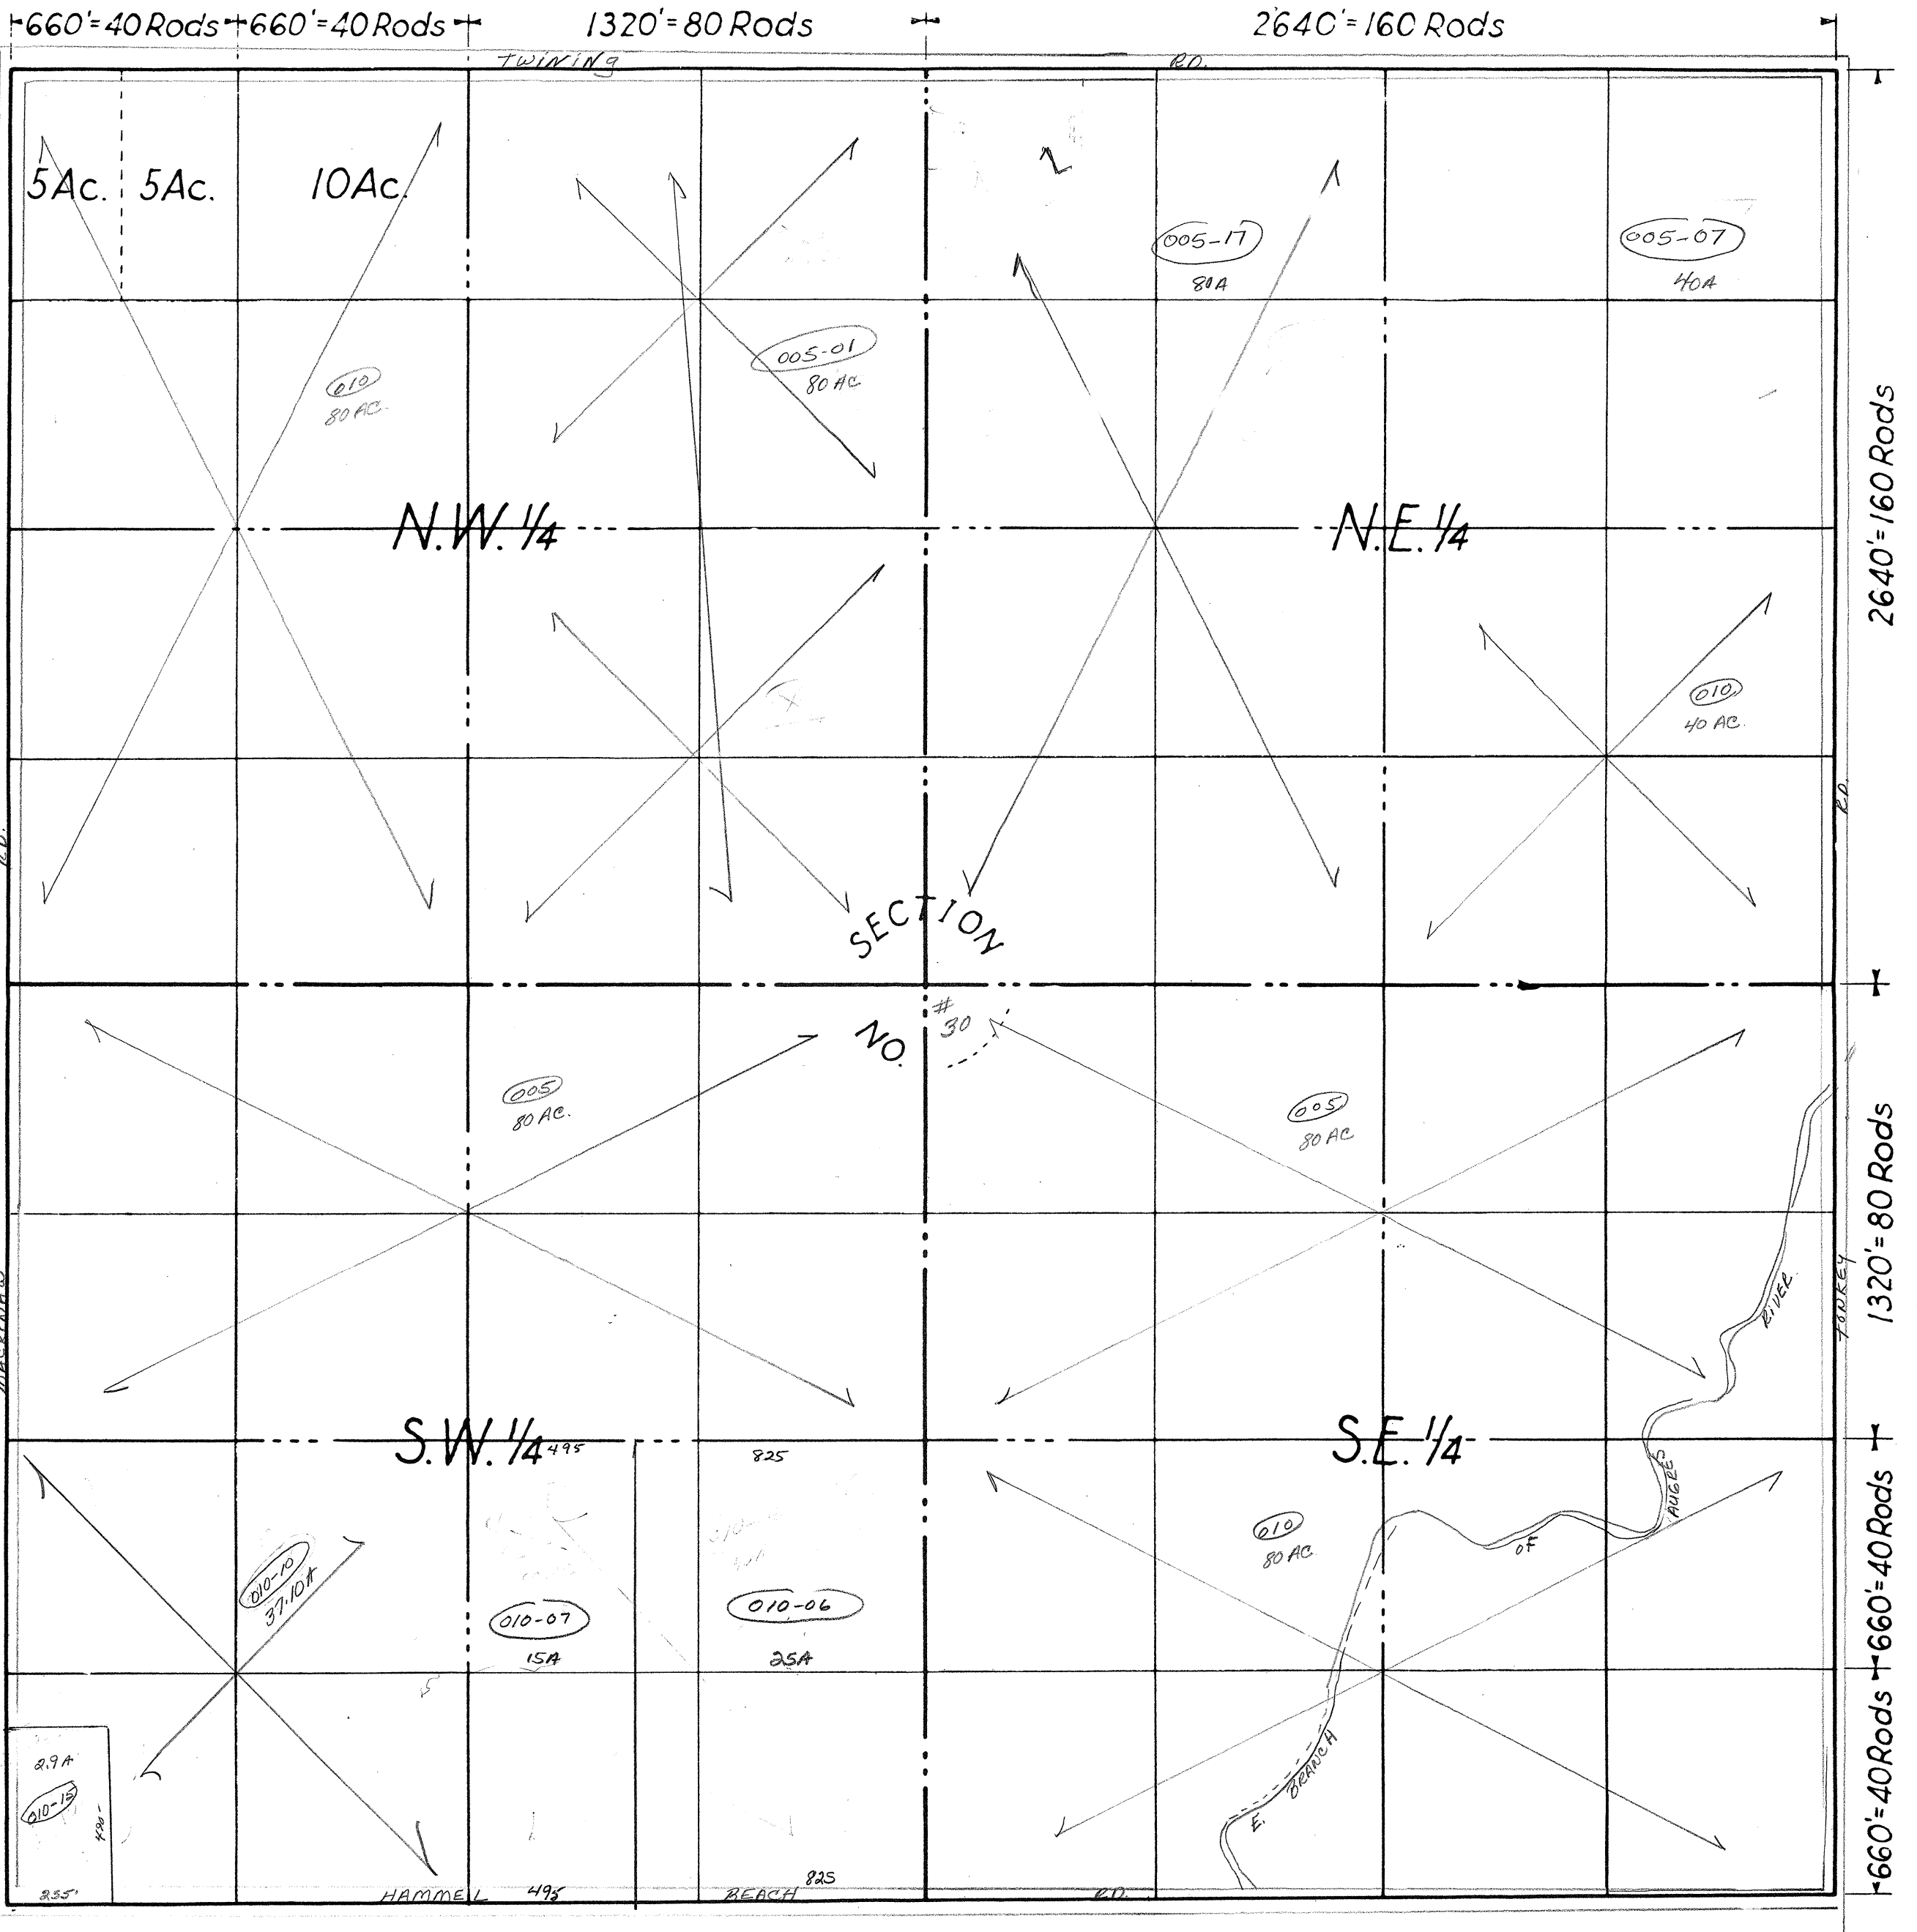 660'=40 Rods 660'=40 Rods 1320'=80 Rods 2640'=160 Rods
TWINING RD.
5Ac. 5Ac. 10Ac.
005-17
80A
005-07
40A
005-01
80 AC
010
80 AC.
N.W. 1/4
N.E. 1/4
2640'=160 Rods
010
40 AC.
RD.
RD.
SECTION
NO.
#
30
005
80 AC.
005
80 AC
1320'=80 Rods
RIVER
TONKEY
S.W. 1/4
495
825
S.E. 1/4
AUGRES
OF
010
80 AC
010-10
37.10A
010-07
15A
010-06
25A
660'=40 Rods
660'=40 Rods
BRANCH
E.
2.9A
010-15
255'
HAMMELL 495 BEACH 825 RD.